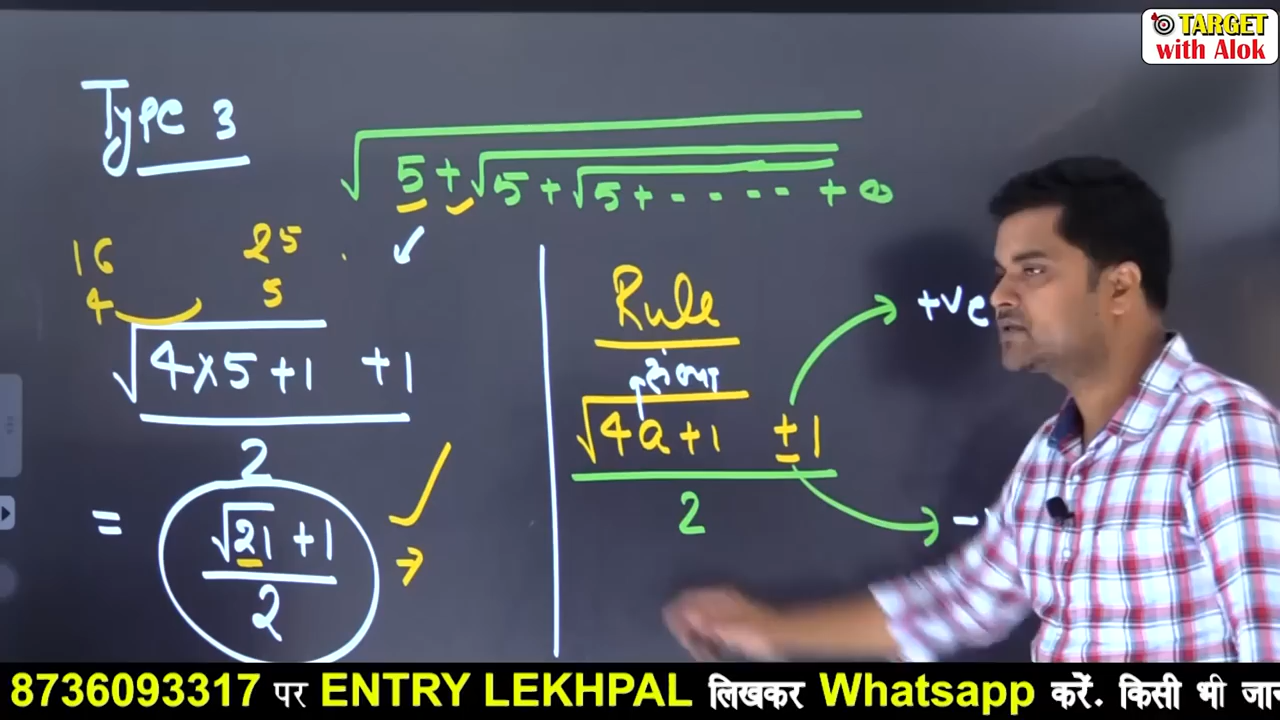 TARGET
with Alok
Type 3
√5+√5+√5+----+∞
16 25
4 5
√4×5+1 +1
2
= √21+1
2
Rule
√4a+1 ±1
2
+ve
8736093317 पर ENTRY LEKHPAL लिखकर Whatsapp करें. किसी भी